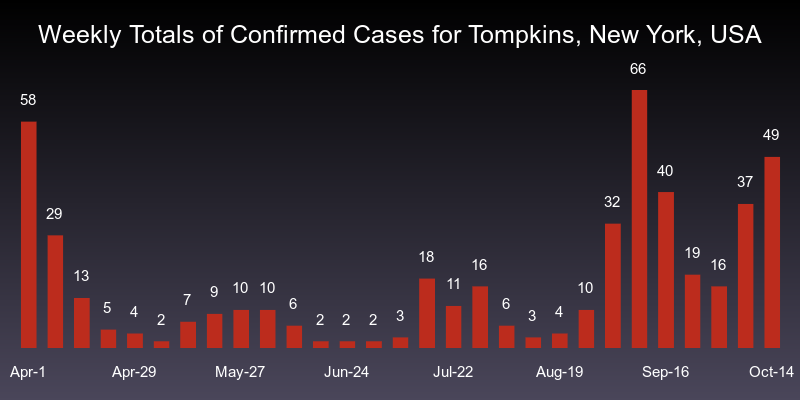 Weekly Totals of Confirmed Cases for Tompkins, New York, USA
58 29 13 5 4 2 7 9 10 10 6 2 2 2 3 18 11 16 6 3 4 10 32 66 40 19 16 37 49
Apr-1 Apr-29 May-27 Jun-24 Jul-22 Aug-19 Sep-16 Oct-14